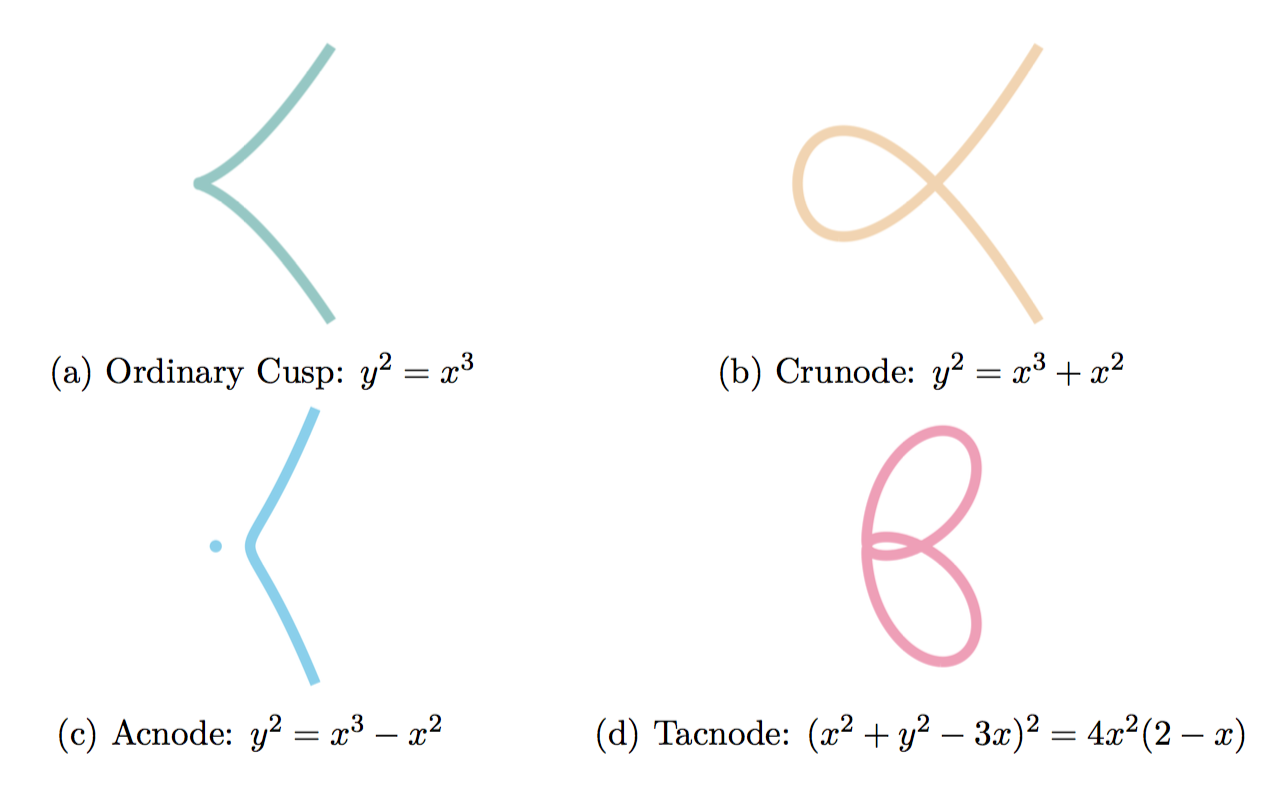 (a) Ordinary Cusp: y² = x³
(b) Crunode: y² = x³ + x²
(c) Acnode: y² = x³ − x²
(d) Tacnode: (x² + y² − 3x)² = 4x²(2 − x)